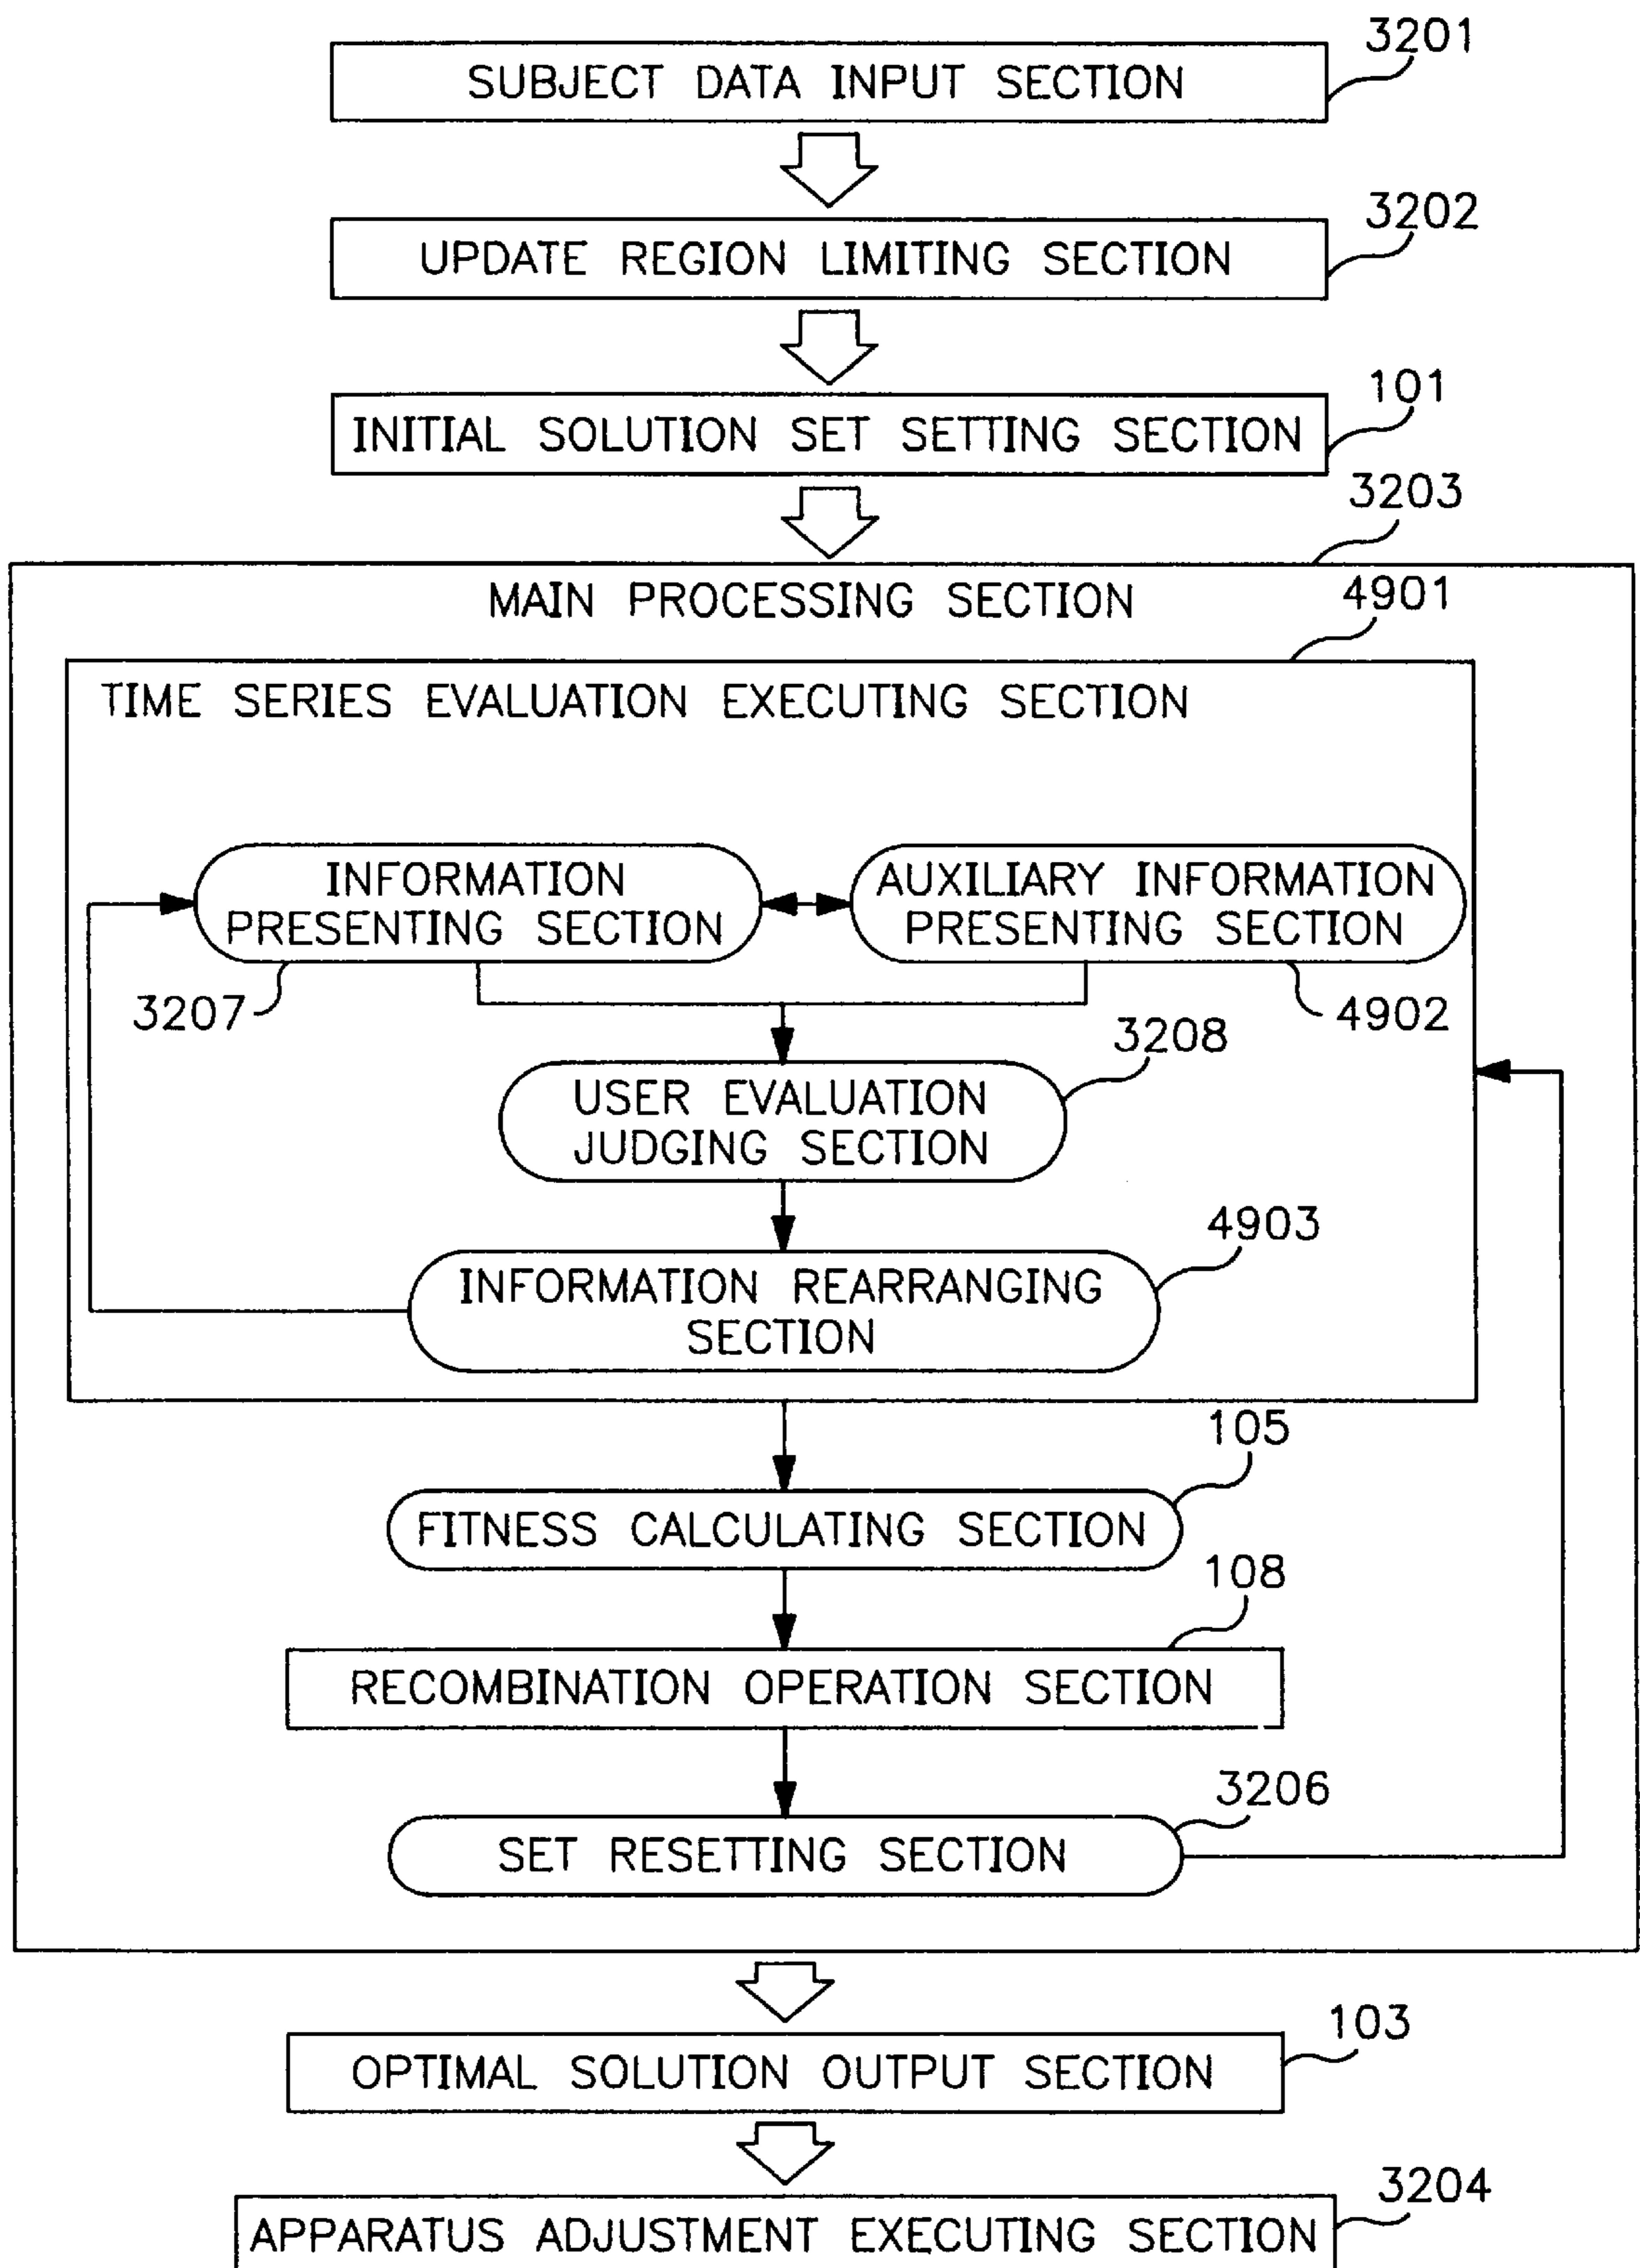 3201
SUBJECT DATA INPUT SECTION
3202
UPDATE REGION LIMITING SECTION
101
INITIAL SOLUTION SET SETTING SECTION
3203
MAIN PROCESSING SECTION
4901
TIME SERIES EVALUATION EXECUTING SECTION
INFORMATION
PRESENTING SECTION
AUXILIARY INFORMATION
PRESENTING SECTION
3207
4902
3208
USER EVALUATION
JUDGING SECTION
4903
INFORMATION REARRANGING
SECTION
105
FITNESS CALCULATING SECTION
108
RECOMBINATION OPERATION SECTION
3206
SET RESETTING SECTION
103
OPTIMAL SOLUTION OUTPUT SECTION
3204
APPARATUS ADJUSTMENT EXECUTING SECTION